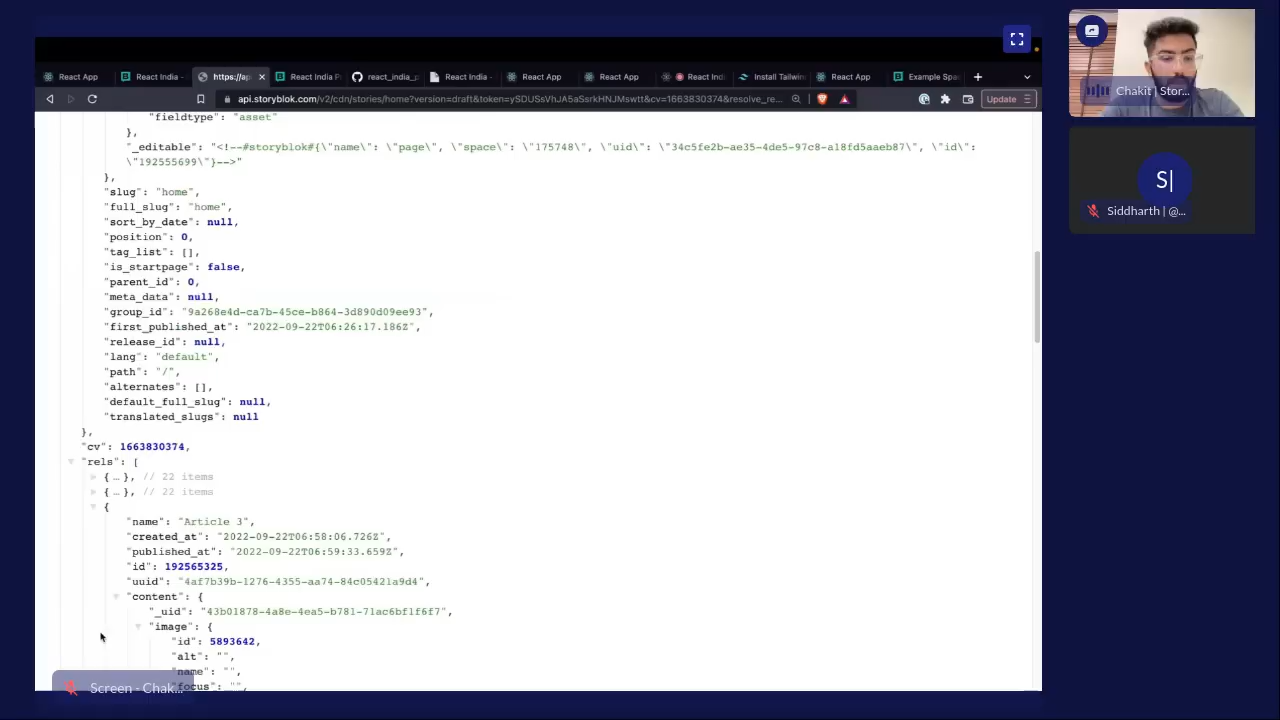 React App
React India
https://ap
React India P
react_india_
React India -
React App
React App
React Indi
Install Tailwin
React App
Example Spa
api.storyblok.com/v2/cdn/stories/home?version=draft&token=ySDUSsVhJA5aSsrkHNJMswtt&cv=1663830374&resolve_re...
Update
"fieldtype": "asset"
},
"_editable": "<!--#storyblok#{\"name\": \"page\", \"space\": \"175748\", \"uid\": \"34c5fe2b-ae35-4de5-97c8-a18fd5aaeb87\", \"id\":
\"192555699\"}-->"
},
"slug": "home",
"full_slug": "home",
"sort_by_date": null,
"position": 0,
"tag_list": [],
"is_startpage": false,
"parent_id": 0,
"meta_data": null,
"group_id": "9a268e4d-ca7b-45ce-b864-3d890d09ee93",
"first_published_at": "2022-09-22T06:26:17.186Z",
"release_id": null,
"lang": "default",
"path": "/",
"alternates": [],
"default_full_slug": null,
"translated_slugs": null
},
"cv": 1663830374,
"rels": [
{…}, // 22 items
{…}, // 22 items
{
"name": "Article 3",
"created_at": "2022-09-22T06:58:06.726Z",
"published_at": "2022-09-22T06:59:33.659Z",
"id": 192565325,
"uuid": "4af7b39b-1276-4355-aa74-84c05421a9d4",
"content": {
"_uid": "43b01878-4a8e-4ea5-b781-71ac6bf1f6f7",
"image": {
"id": 5893642,
"alt": "",
"name": "",
"focus": "",
Screen - Chak...
Chakit | Stor...
S|
Siddharth | @...